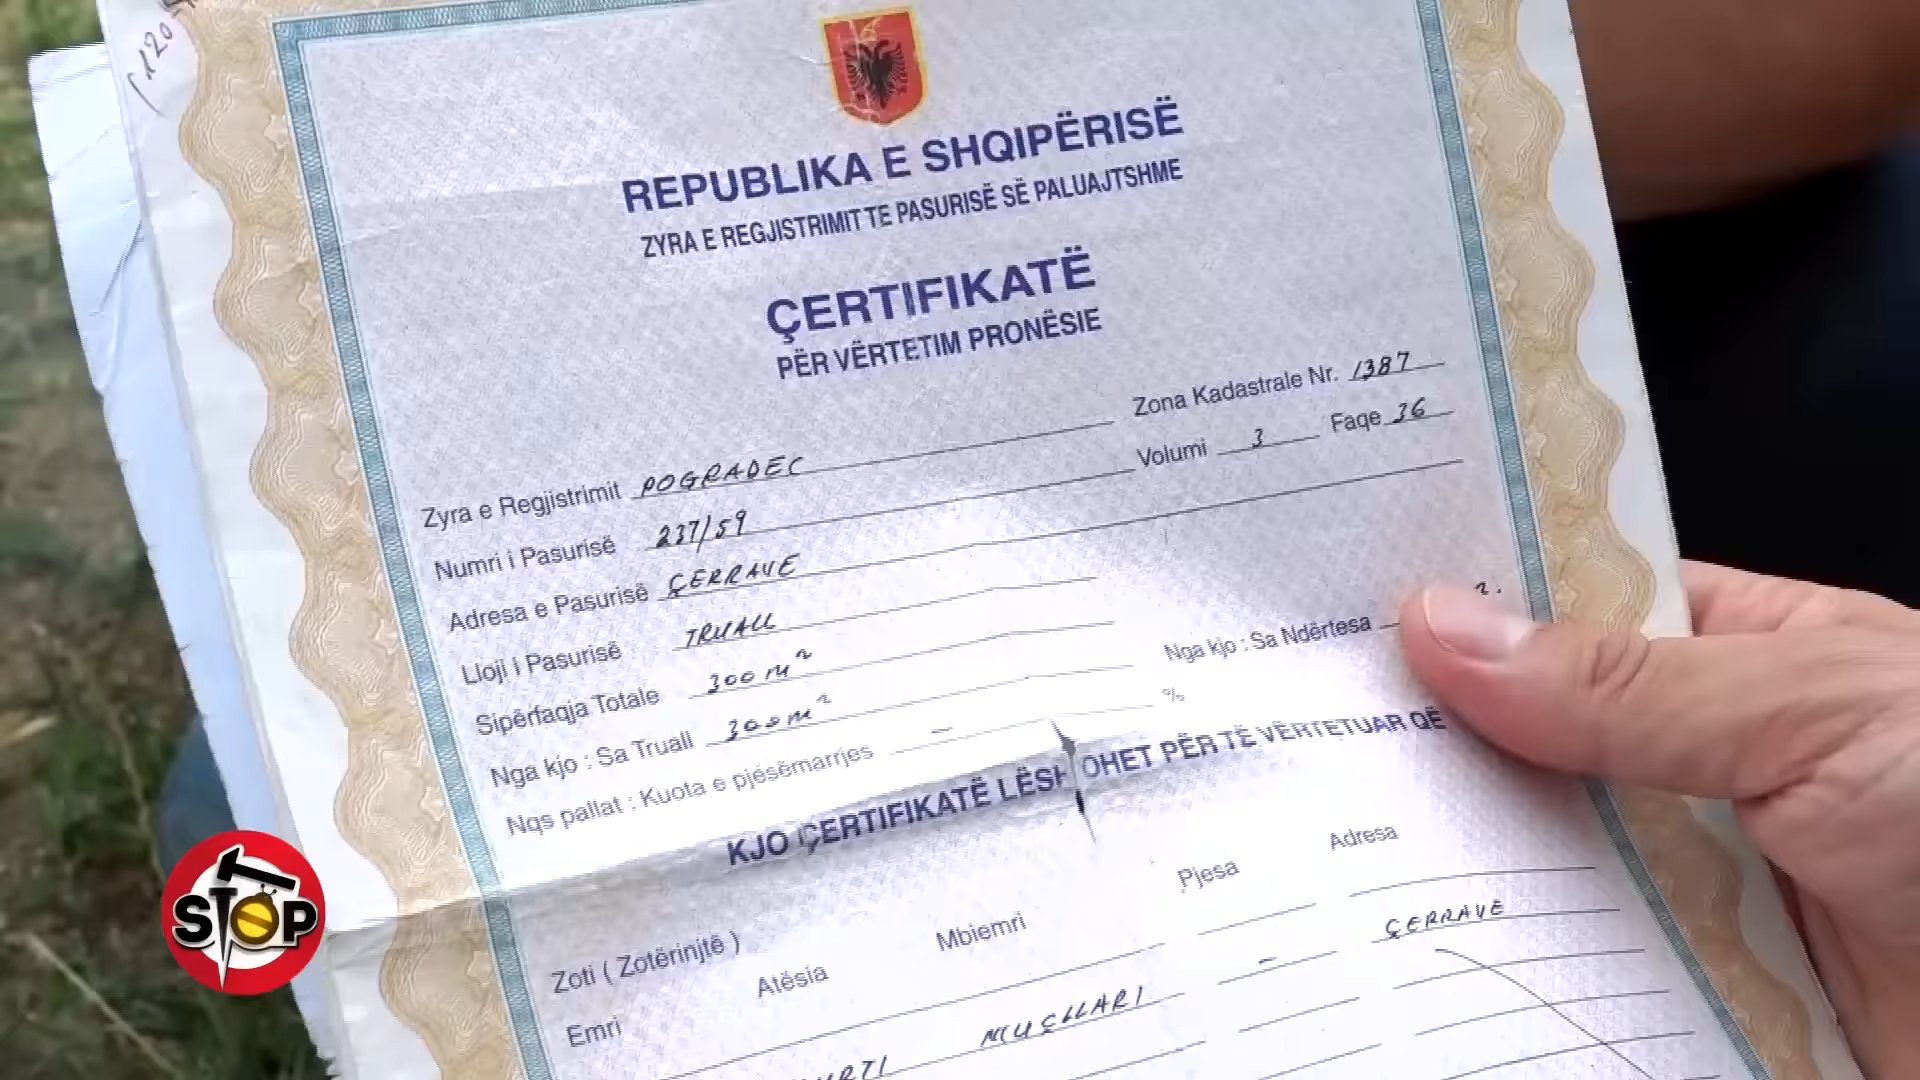 REPUBLIKA E SHQIPËRISË
ZYRA E REGJISTRIMIT TE PASURISË SË PALUAJTSHME
ÇERTIFIKATË
PËR VËRTETIM PRONËSIE
Zona Kadastrale Nr. 1387
Zyra e Regjistrimit POGRADEC Volumi 3 Faqe 36
Numri i Pasurisë 237/59
Adresa e Pasurisë ÇERRAVE
Lloji i Pasurisë TRUALL
Sipërfaqja Totale 300 m²
Nga kjo : Sa Truall 300 m² Nga kjo : Sa Ndërtesa
Nqs pallat : Kuota e pjesëmarrjes - %
KJO ÇERTIFIKATË LËSHOHET PËR TË VËRTETUAR QË
Zoti ( Zotërinjtë )
Emri Atësia Mbiemri Pjesa Adresa
MUÇLLARI - ÇERRAVE
STOP